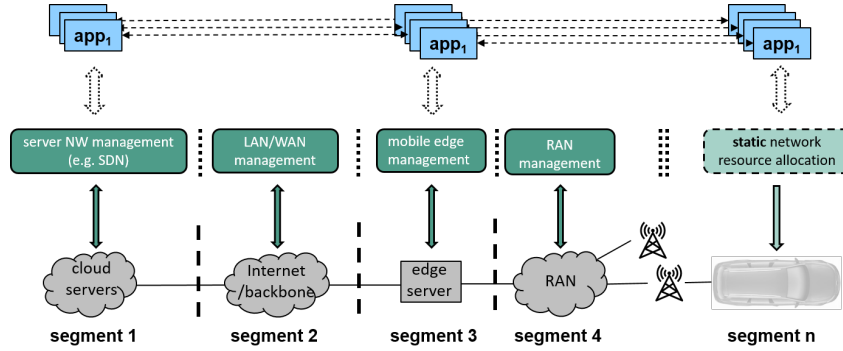 app1
app1
app1
server NW management
(e.g. SDN)
LAN/WAN
management
mobile edge
management
RAN
management
static network
resource allocation
cloud
servers
Internet
/backbone
edge
server
RAN
segment 1
segment 2
segment 3
segment 4
segment n